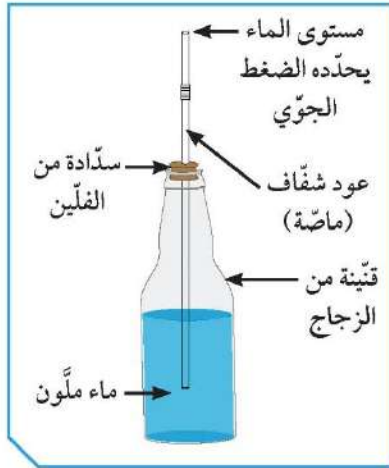 مستوى الماء
يحدّده الضغط
الجوّي
سدّادة من
الفلّين
عود شفّاف
(ماصّة)
قنّينة من
الزجاج
ماء ملَّون